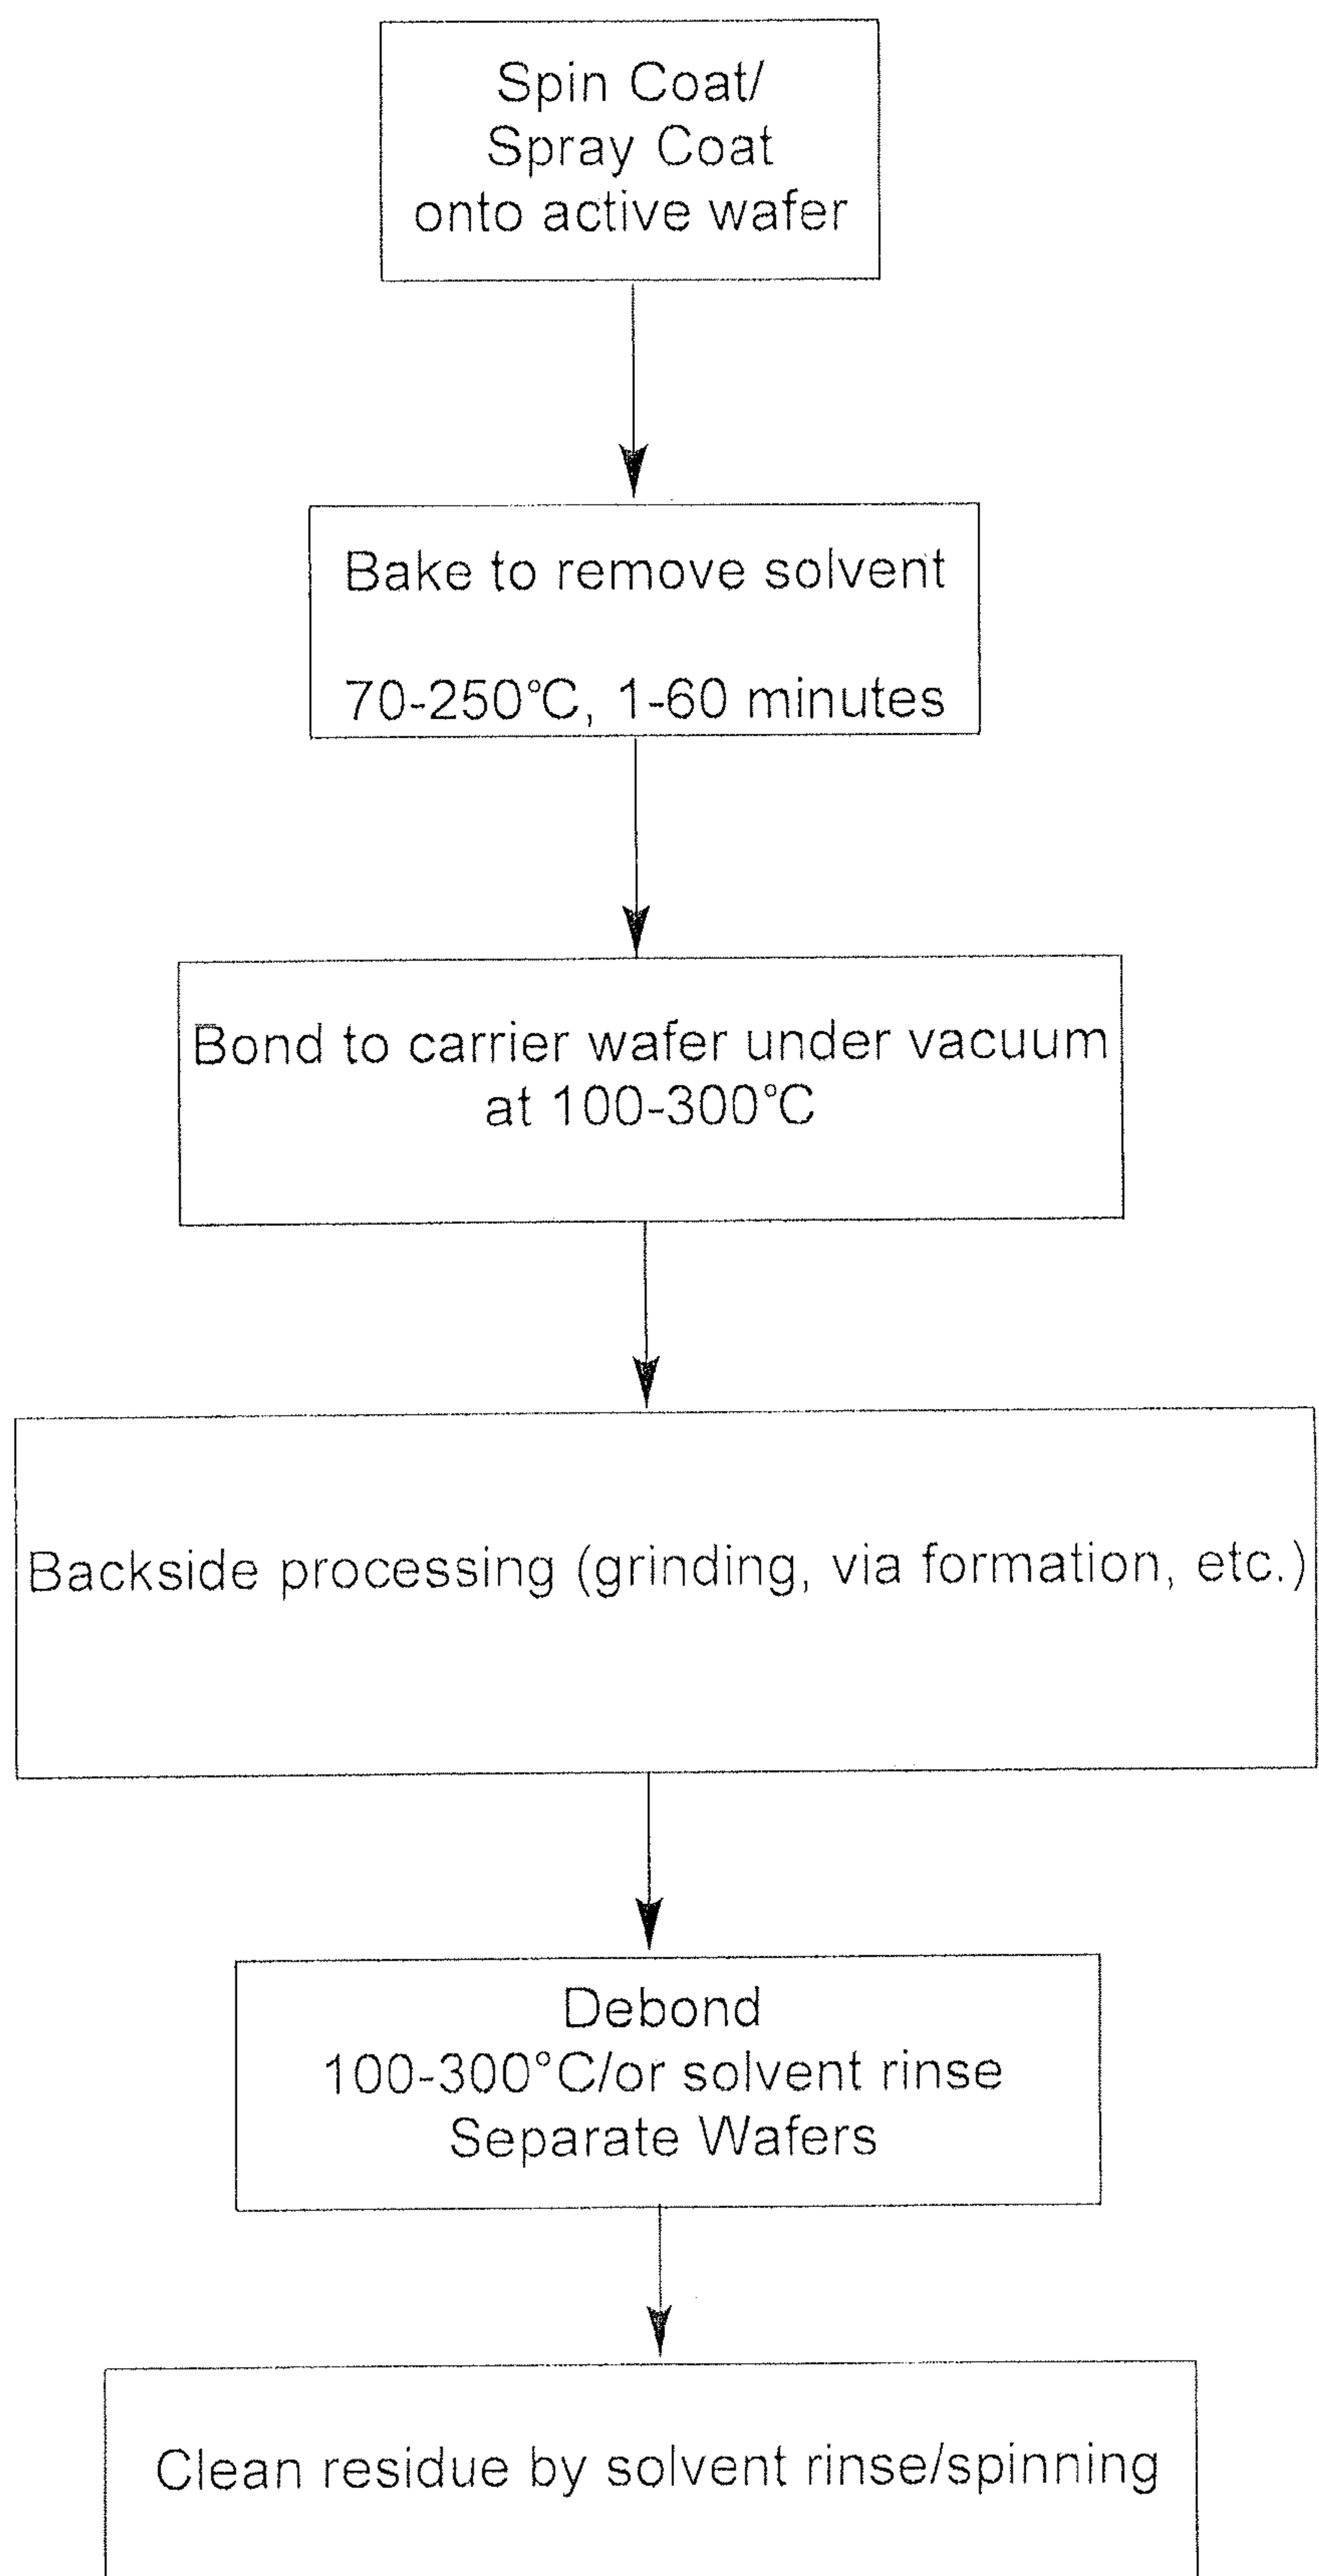 Spin Coat/
Spray Coat
onto active wafer
Bake to remove solvent
70-250°C, 1-60 minutes
Bond to carrier wafer under vacuum
at 100-300°C
Backside processing (grinding, via formation, etc.)
Debond
100-300°C/or solvent rinse
Separate Wafers
Clean residue by solvent rinse/spinning